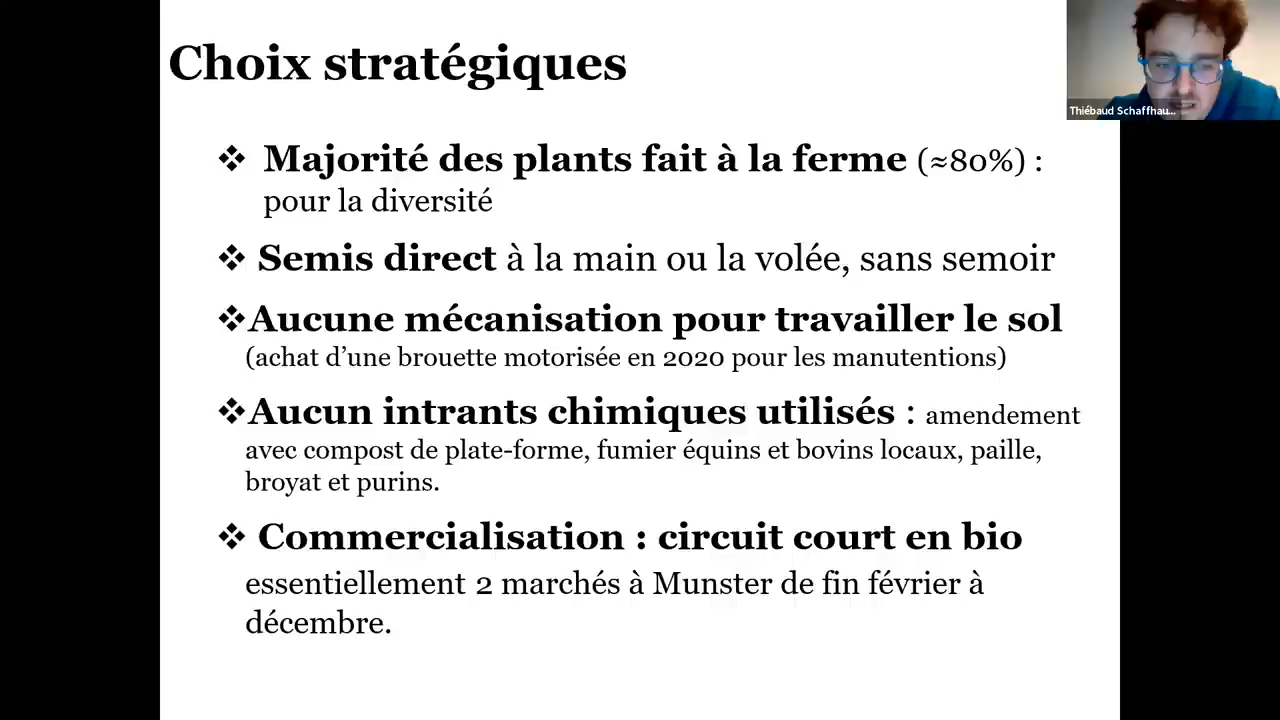 Choix stratégiques
Thiébaud Schaffhau...
❖ Majorité des plants fait à la ferme (≈80%) :
pour la diversité
❖ Semis direct à la main ou la volée, sans semoir
❖Aucune mécanisation pour travailler le sol
(achat d’une brouette motorisée en 2020 pour les manutentions)
❖Aucun intrants chimiques utilisés : amendement
avec compost de plate-forme, fumier équins et bovins locaux, paille,
broyat et purins.
❖ Commercialisation : circuit court en bio
essentiellement 2 marchés à Munster de fin février à
décembre.